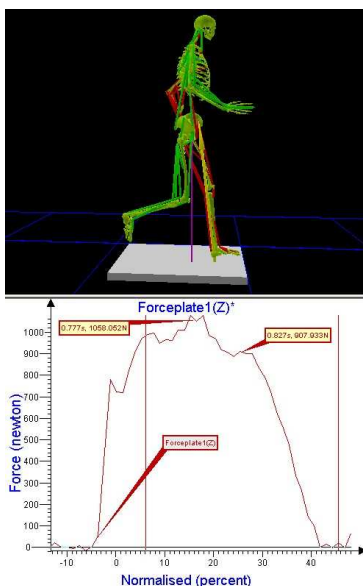 Forceplate1(Z)*
0.777s, 1058.052N
0.827s, 907.933N
Forceplate1(Z)
Force (newton)
1000
900
800
700
600
500
400
300
200
100
0
-10 0 10 20 30 40
Normalised (percent)